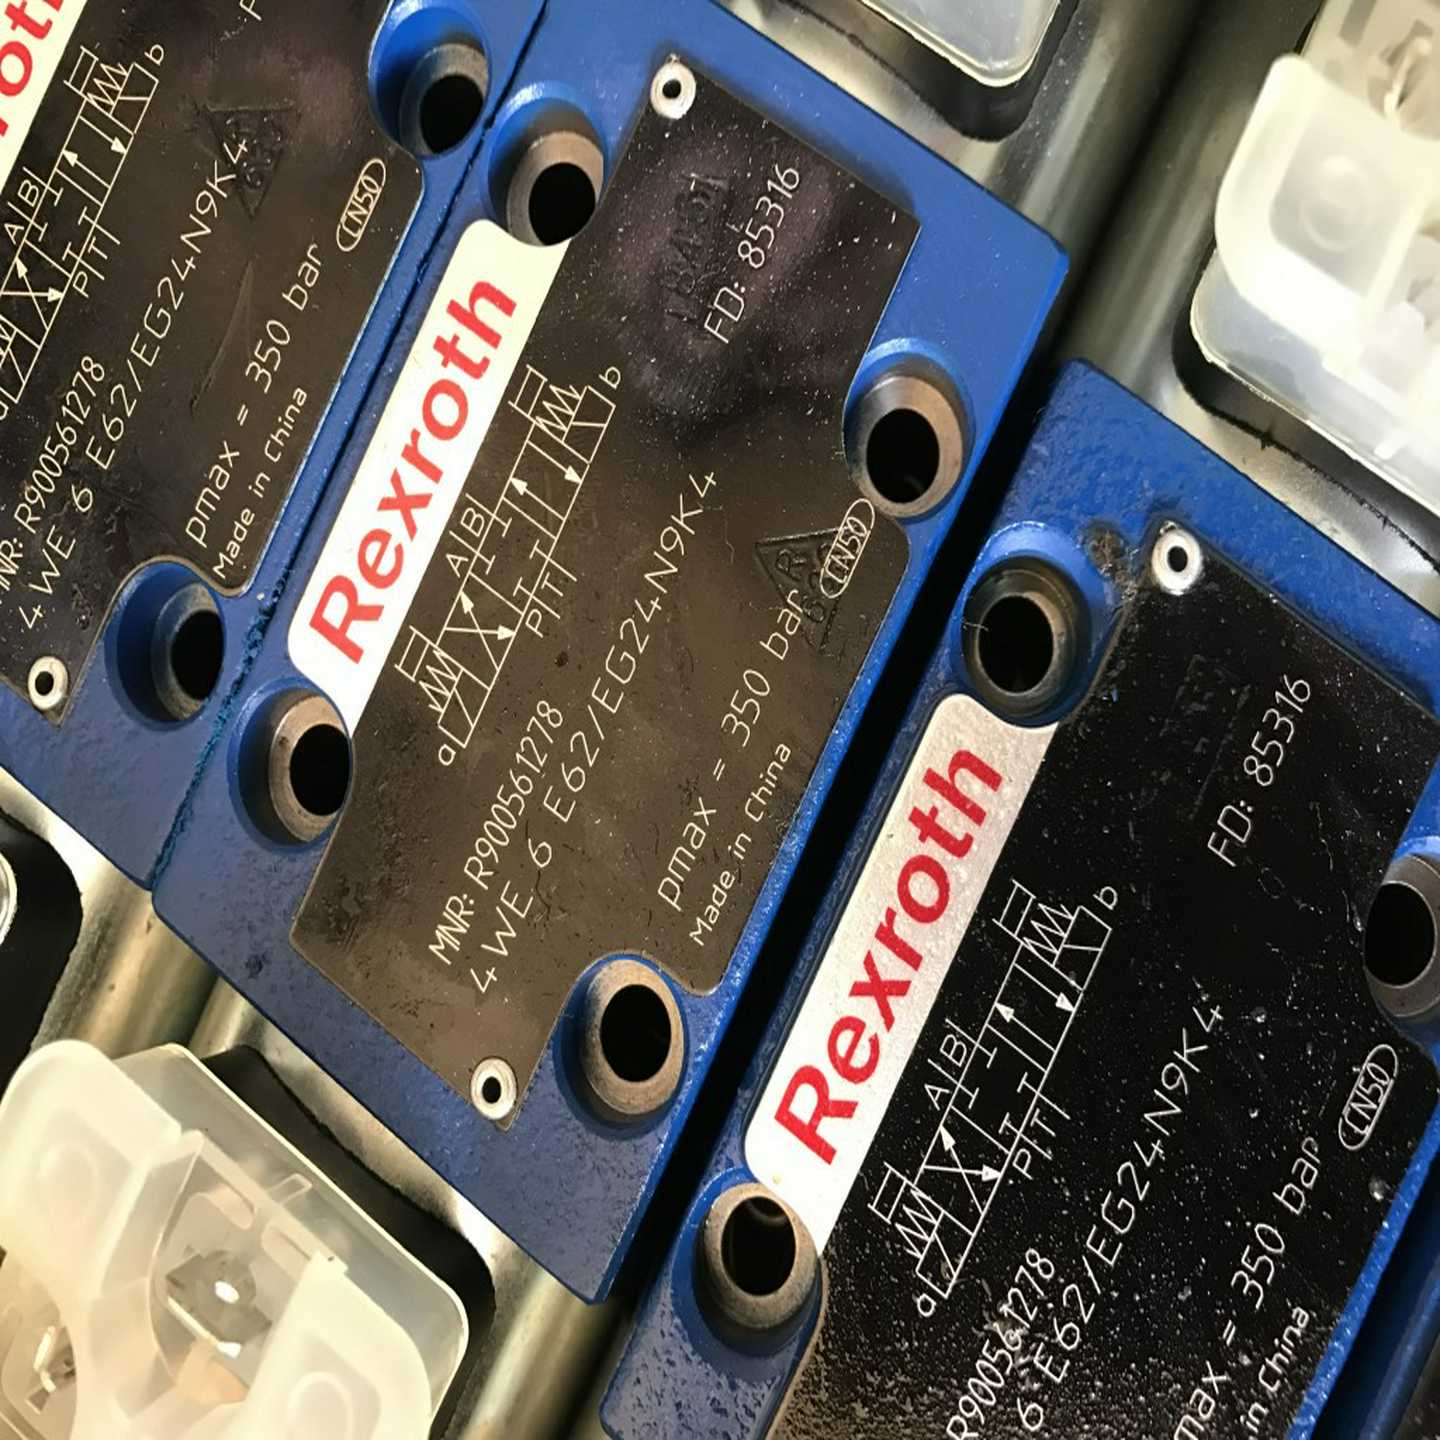 roth
b
A B
P T
a
MNR: R900561278
4 WE 6 E62/EG24N9K4
pmax = 350 bar
Made in China
CN50
Rexroth
FD: 85316
b
A B
P T
a
MNR: R900561278
4 WE 6 E62/EG24N9K4
pmax = 350 bar
Made in China
CN50
Rexroth
FD: 85316
b
A B
P T
a
R900561278
6 E62/EG24N9K4
max = 350 bar
in China
CN50